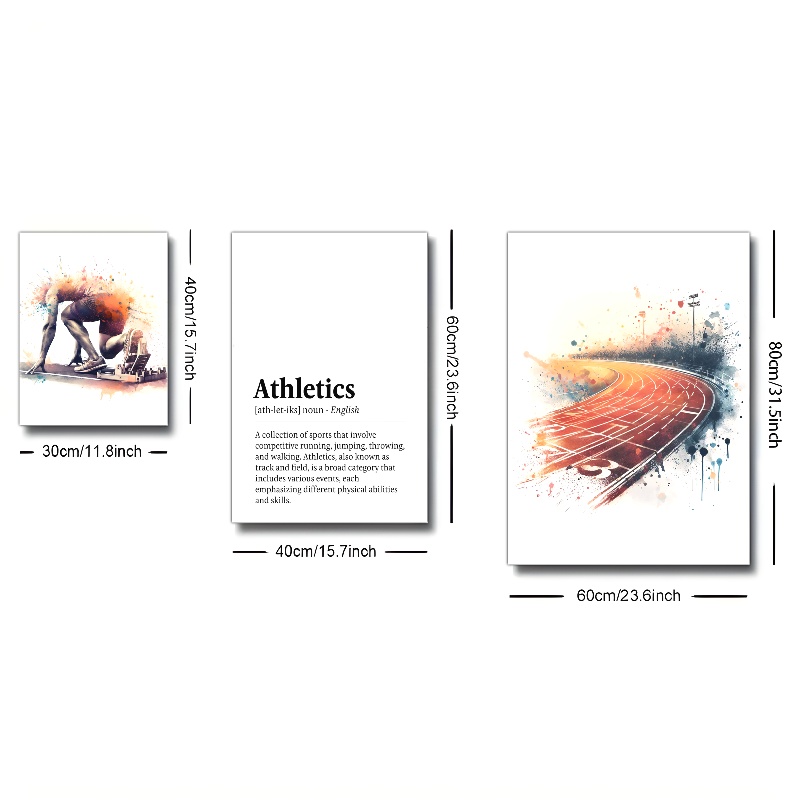 40cm/15.7inch
30cm/11.8inch
Athletics
[ath-let-iks] noun - English
A collection of sports that involve
competitive running, jumping, throwing,
and walking. Athletics, also known as
track and field, is a broad category that
includes various events, each
emphasizing different physical abilities
and skills.
60cm/23.6inch
40cm/15.7inch
3
80cm/31.5inch
60cm/23.6inch